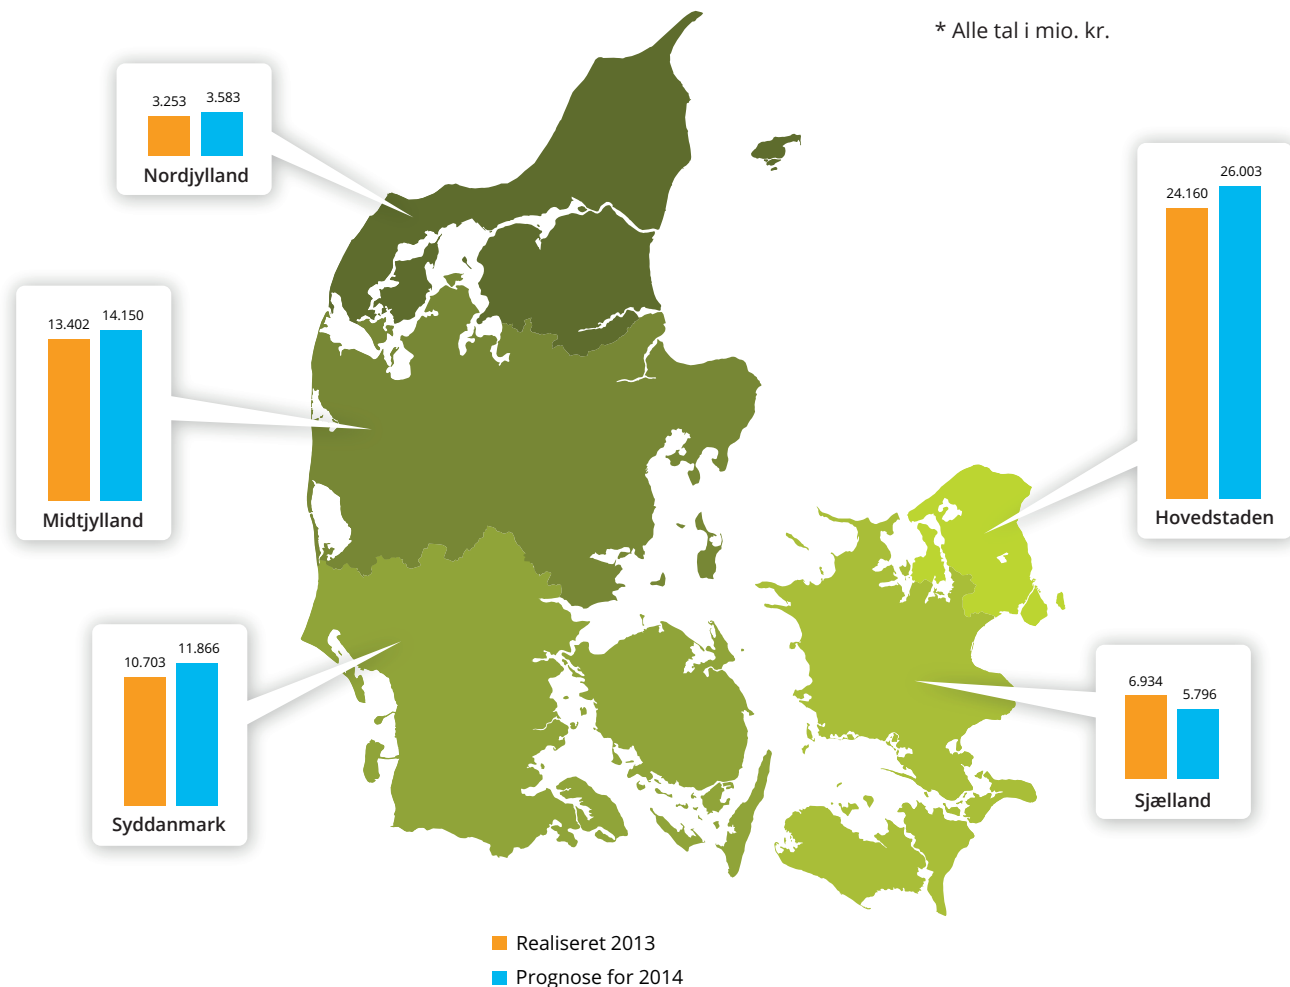 * Alle tal i mio. kr.
3.253
3.583
Nordjylland
24.160
26.003
Hovedstaden
13.402
14.150
Midtjylland
10.703
11.866
Syddanmark
6.934
5.796
Sjælland
Realiseret 2013
Prognose for 2014